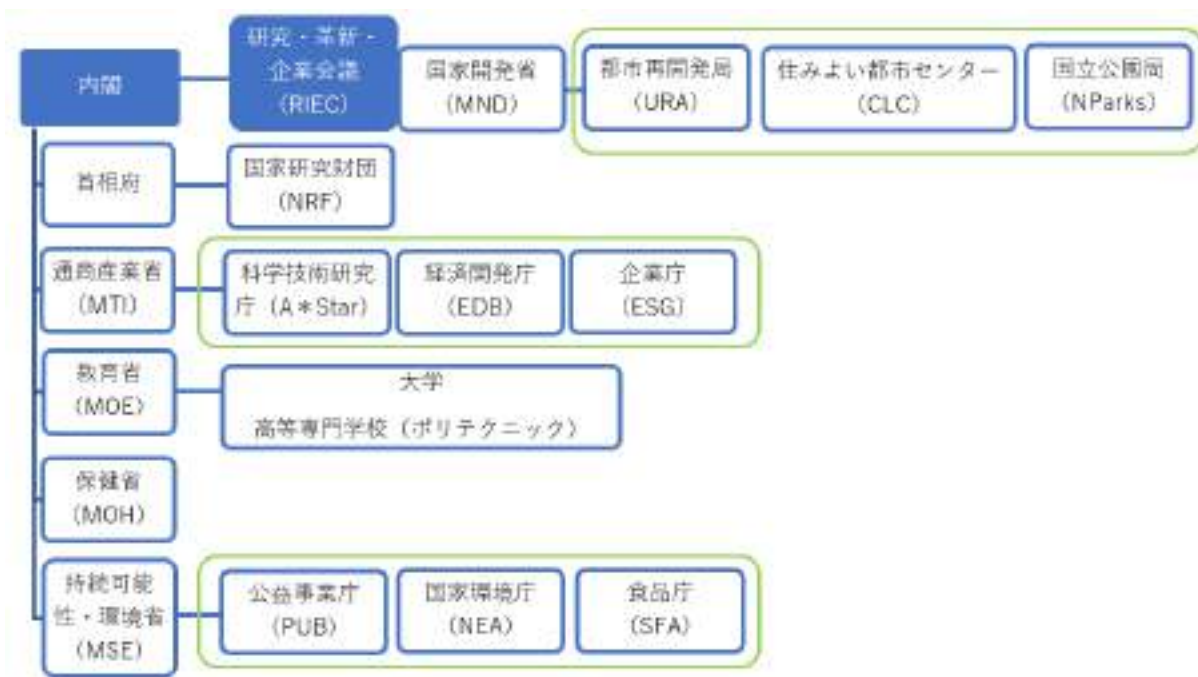 内閣
研究・革新・
企業会議
(RIEC)
国家開発省
(MND)
都市再開発局
(URA)
住みよい都市センター
(CLC)
国立公園局
(NParks)
首相府
国家研究財団
(NRF)
通商産業省
(MTI)
科学技術研究
庁（A＊Star）
経済開発庁
(EDB)
企業庁
(ESG)
教育省
(MOE)
大学
高等専門学校（ポリテクニック）
保健省
(MOH)
持続可能
性・環境省
(MSE)
公益事業庁
(PUB)
国家環境庁
(NEA)
食品庁
(SFA)